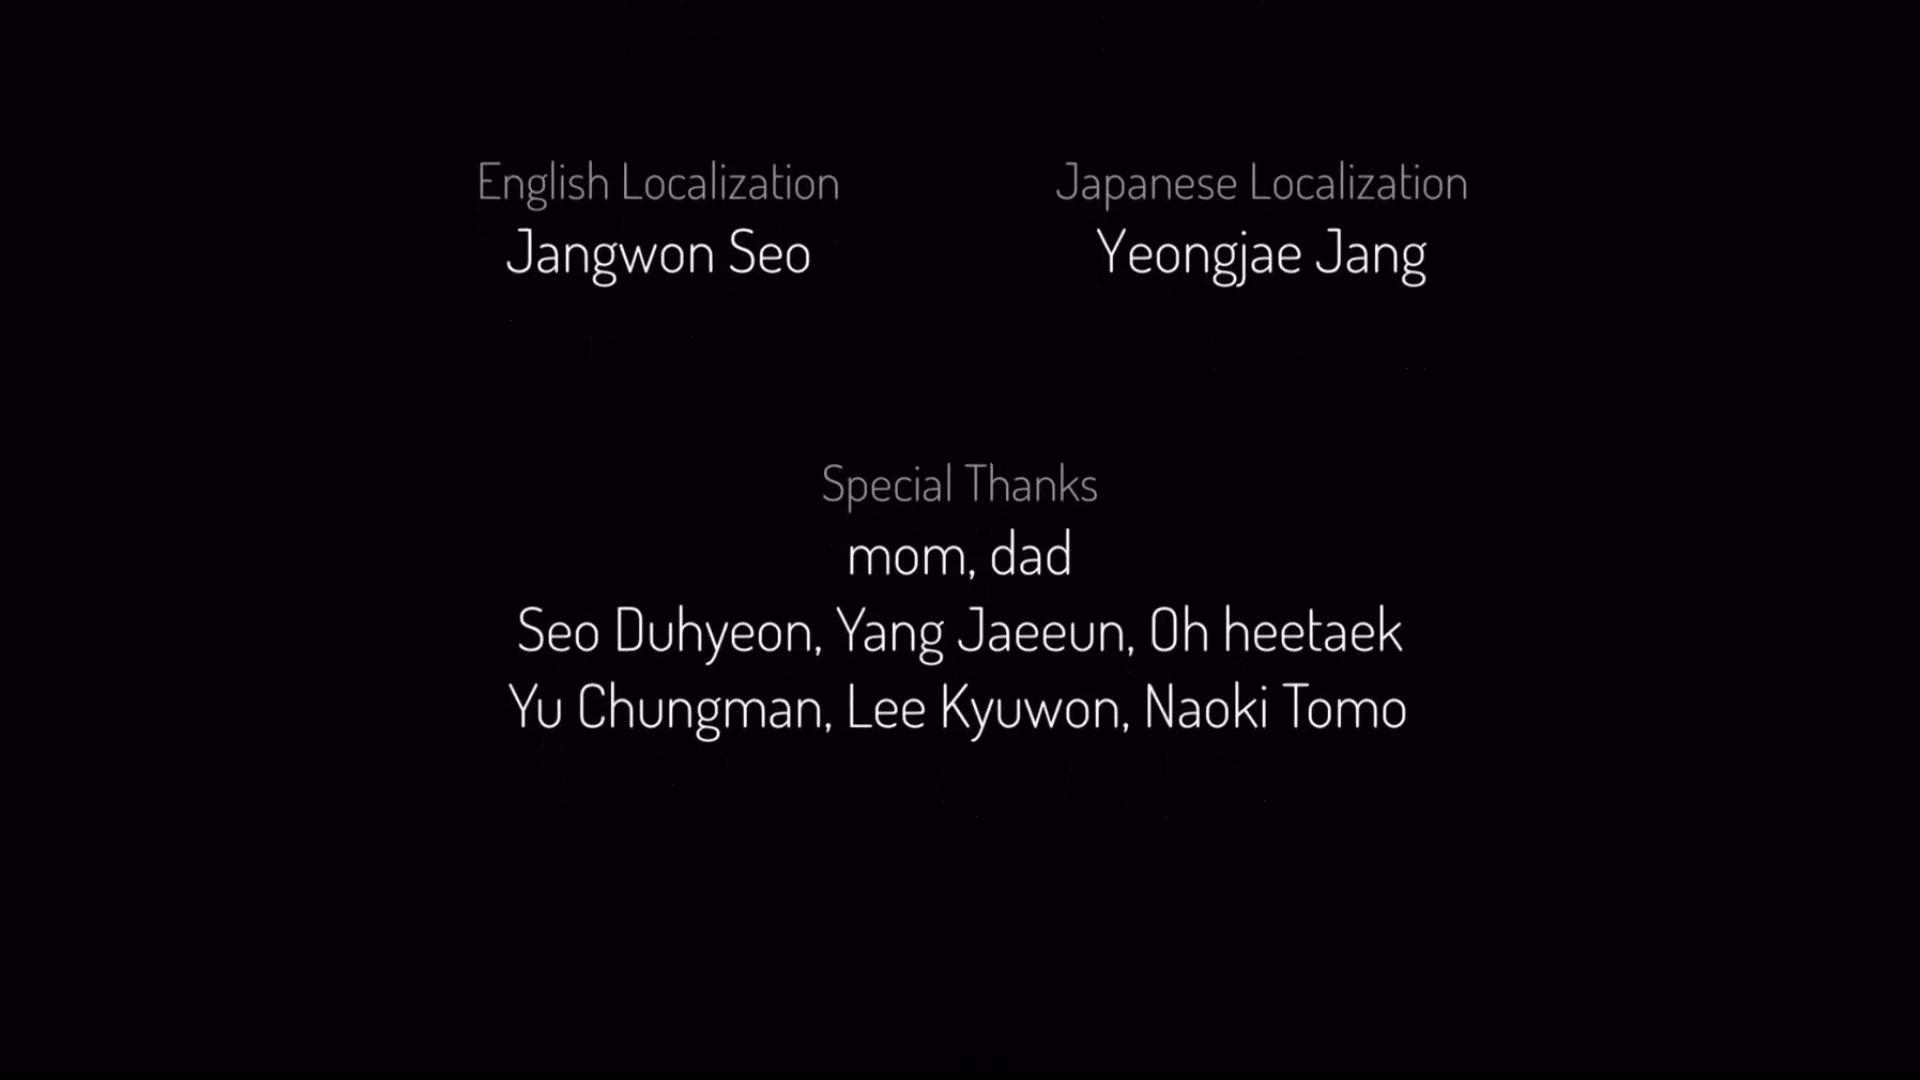 English Localization
Jangwon Seo
Japanese Localization
Yeongjae Jang
Special Thanks
mom, dad
Seo Duhyeon, Yang Jaeeun, Oh heetaek
Yu Chungman, Lee Kyuwon, Naoki Tomo